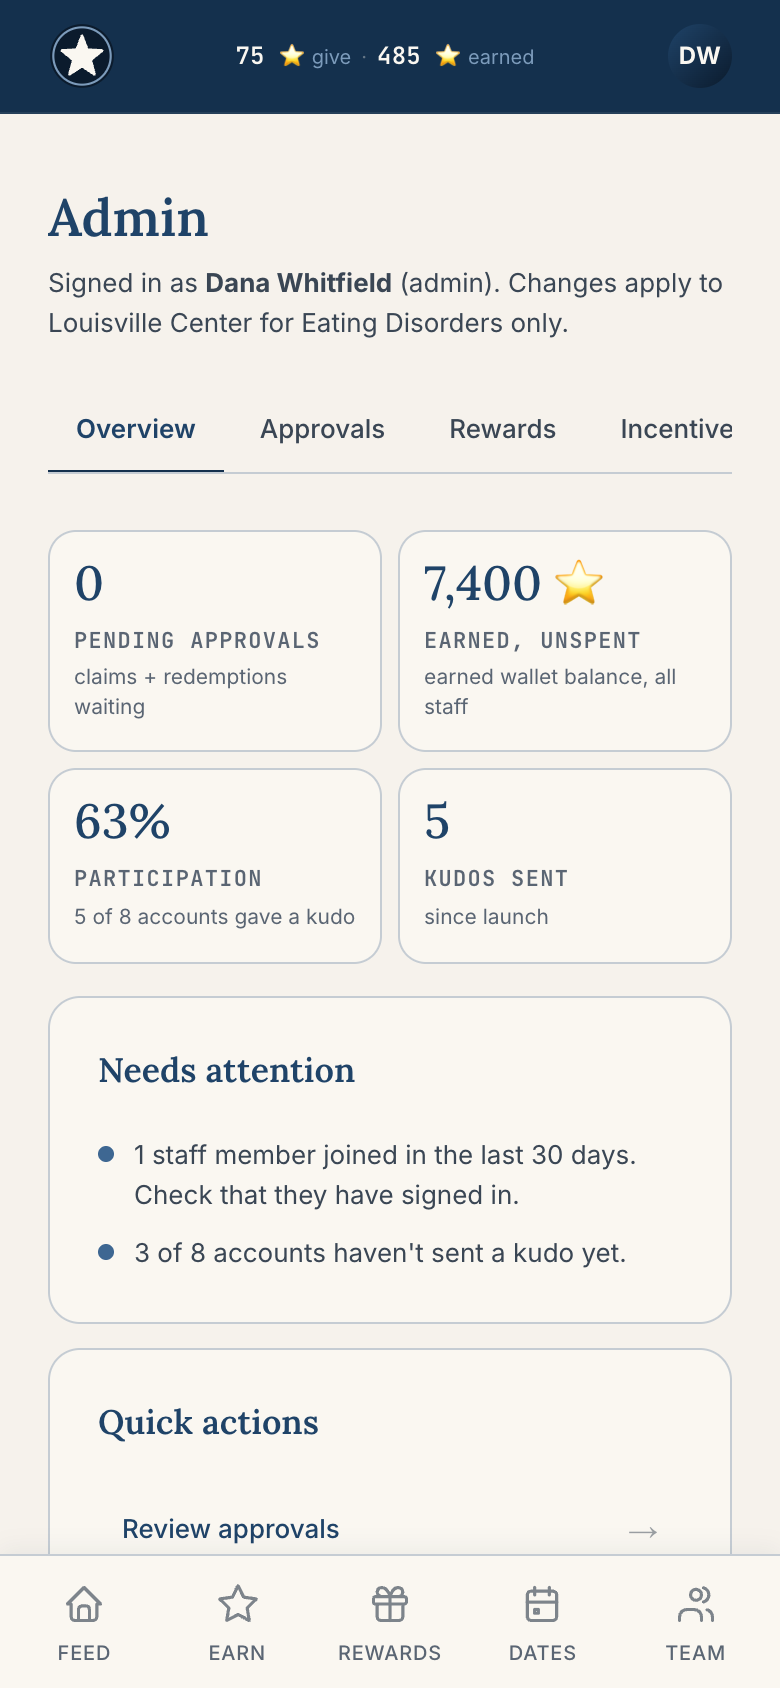 75 ⭐ give · 485 ⭐ earned
DW
Admin
Signed in as Dana Whitfield (admin). Changes apply to
Louisville Center for Eating Disorders only.
Overview
Approvals
Rewards
Incentive
0
PENDING APPROVALS
claims + redemptions
waiting
7,400 ⭐
EARNED, UNSPENT
earned wallet balance, all
staff
63%
PARTICIPATION
5 of 8 accounts gave a kudo
5
KUDOS SENT
since launch
Needs attention
1 staff member joined in the last 30 days.
Check that they have signed in.
3 of 8 accounts haven't sent a kudo yet.
Quick actions
Review approvals →
FEED
EARN
REWARDS
DATES
TEAM